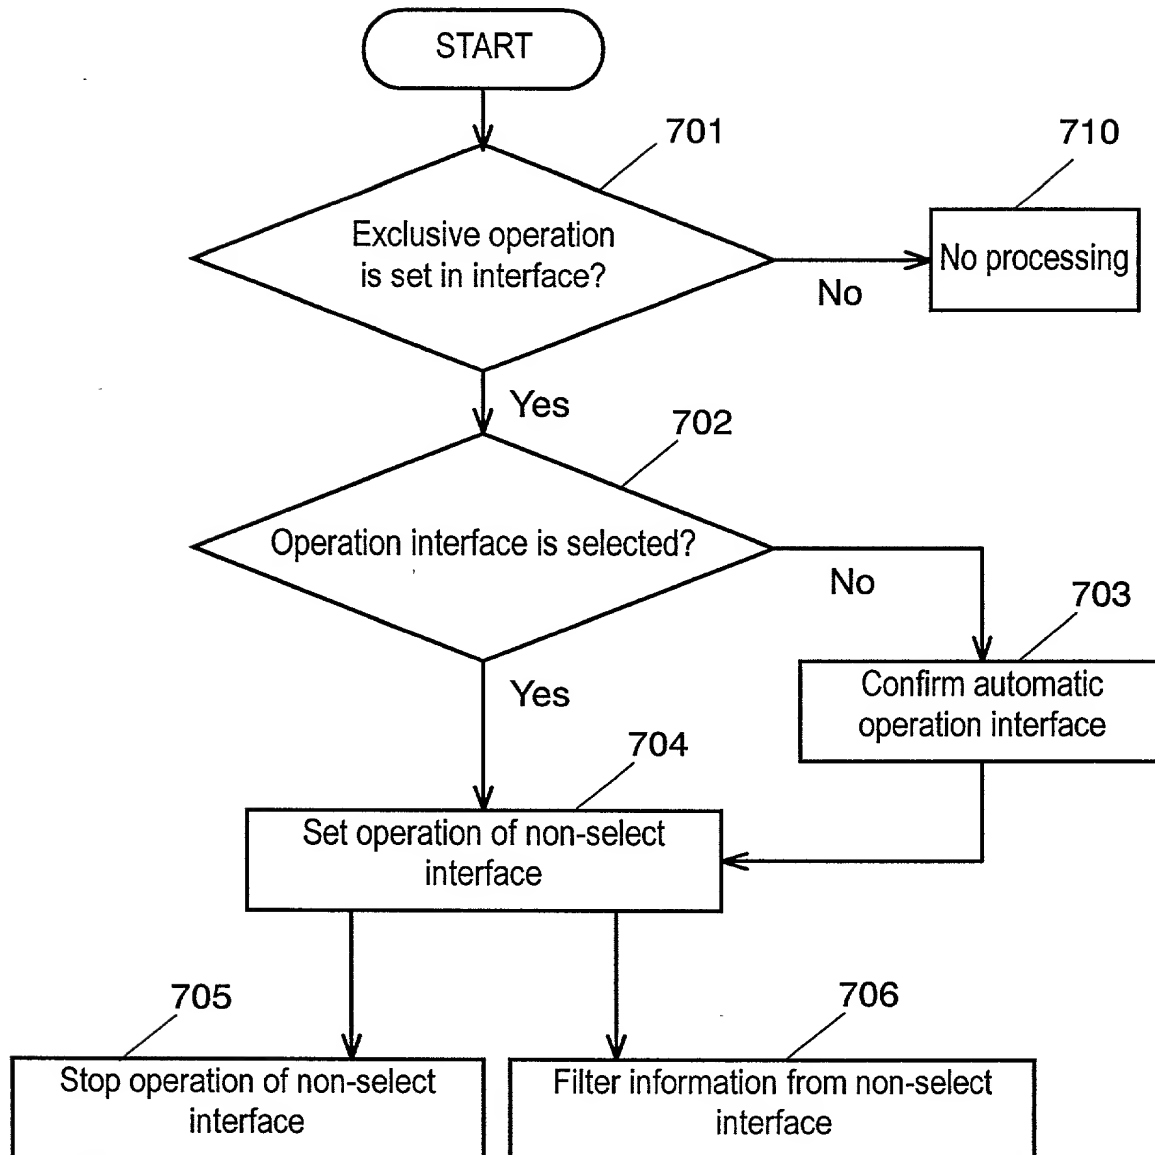 START
701
710
Exclusive operation
is set in interface?
No processing
No
Yes
702
Operation interface is selected?
No
703
Confirm automatic
operation interface
Yes
704
Set operation of non-select
interface
705
706
Stop operation of non-select
interface
Filter information from non-select
interface